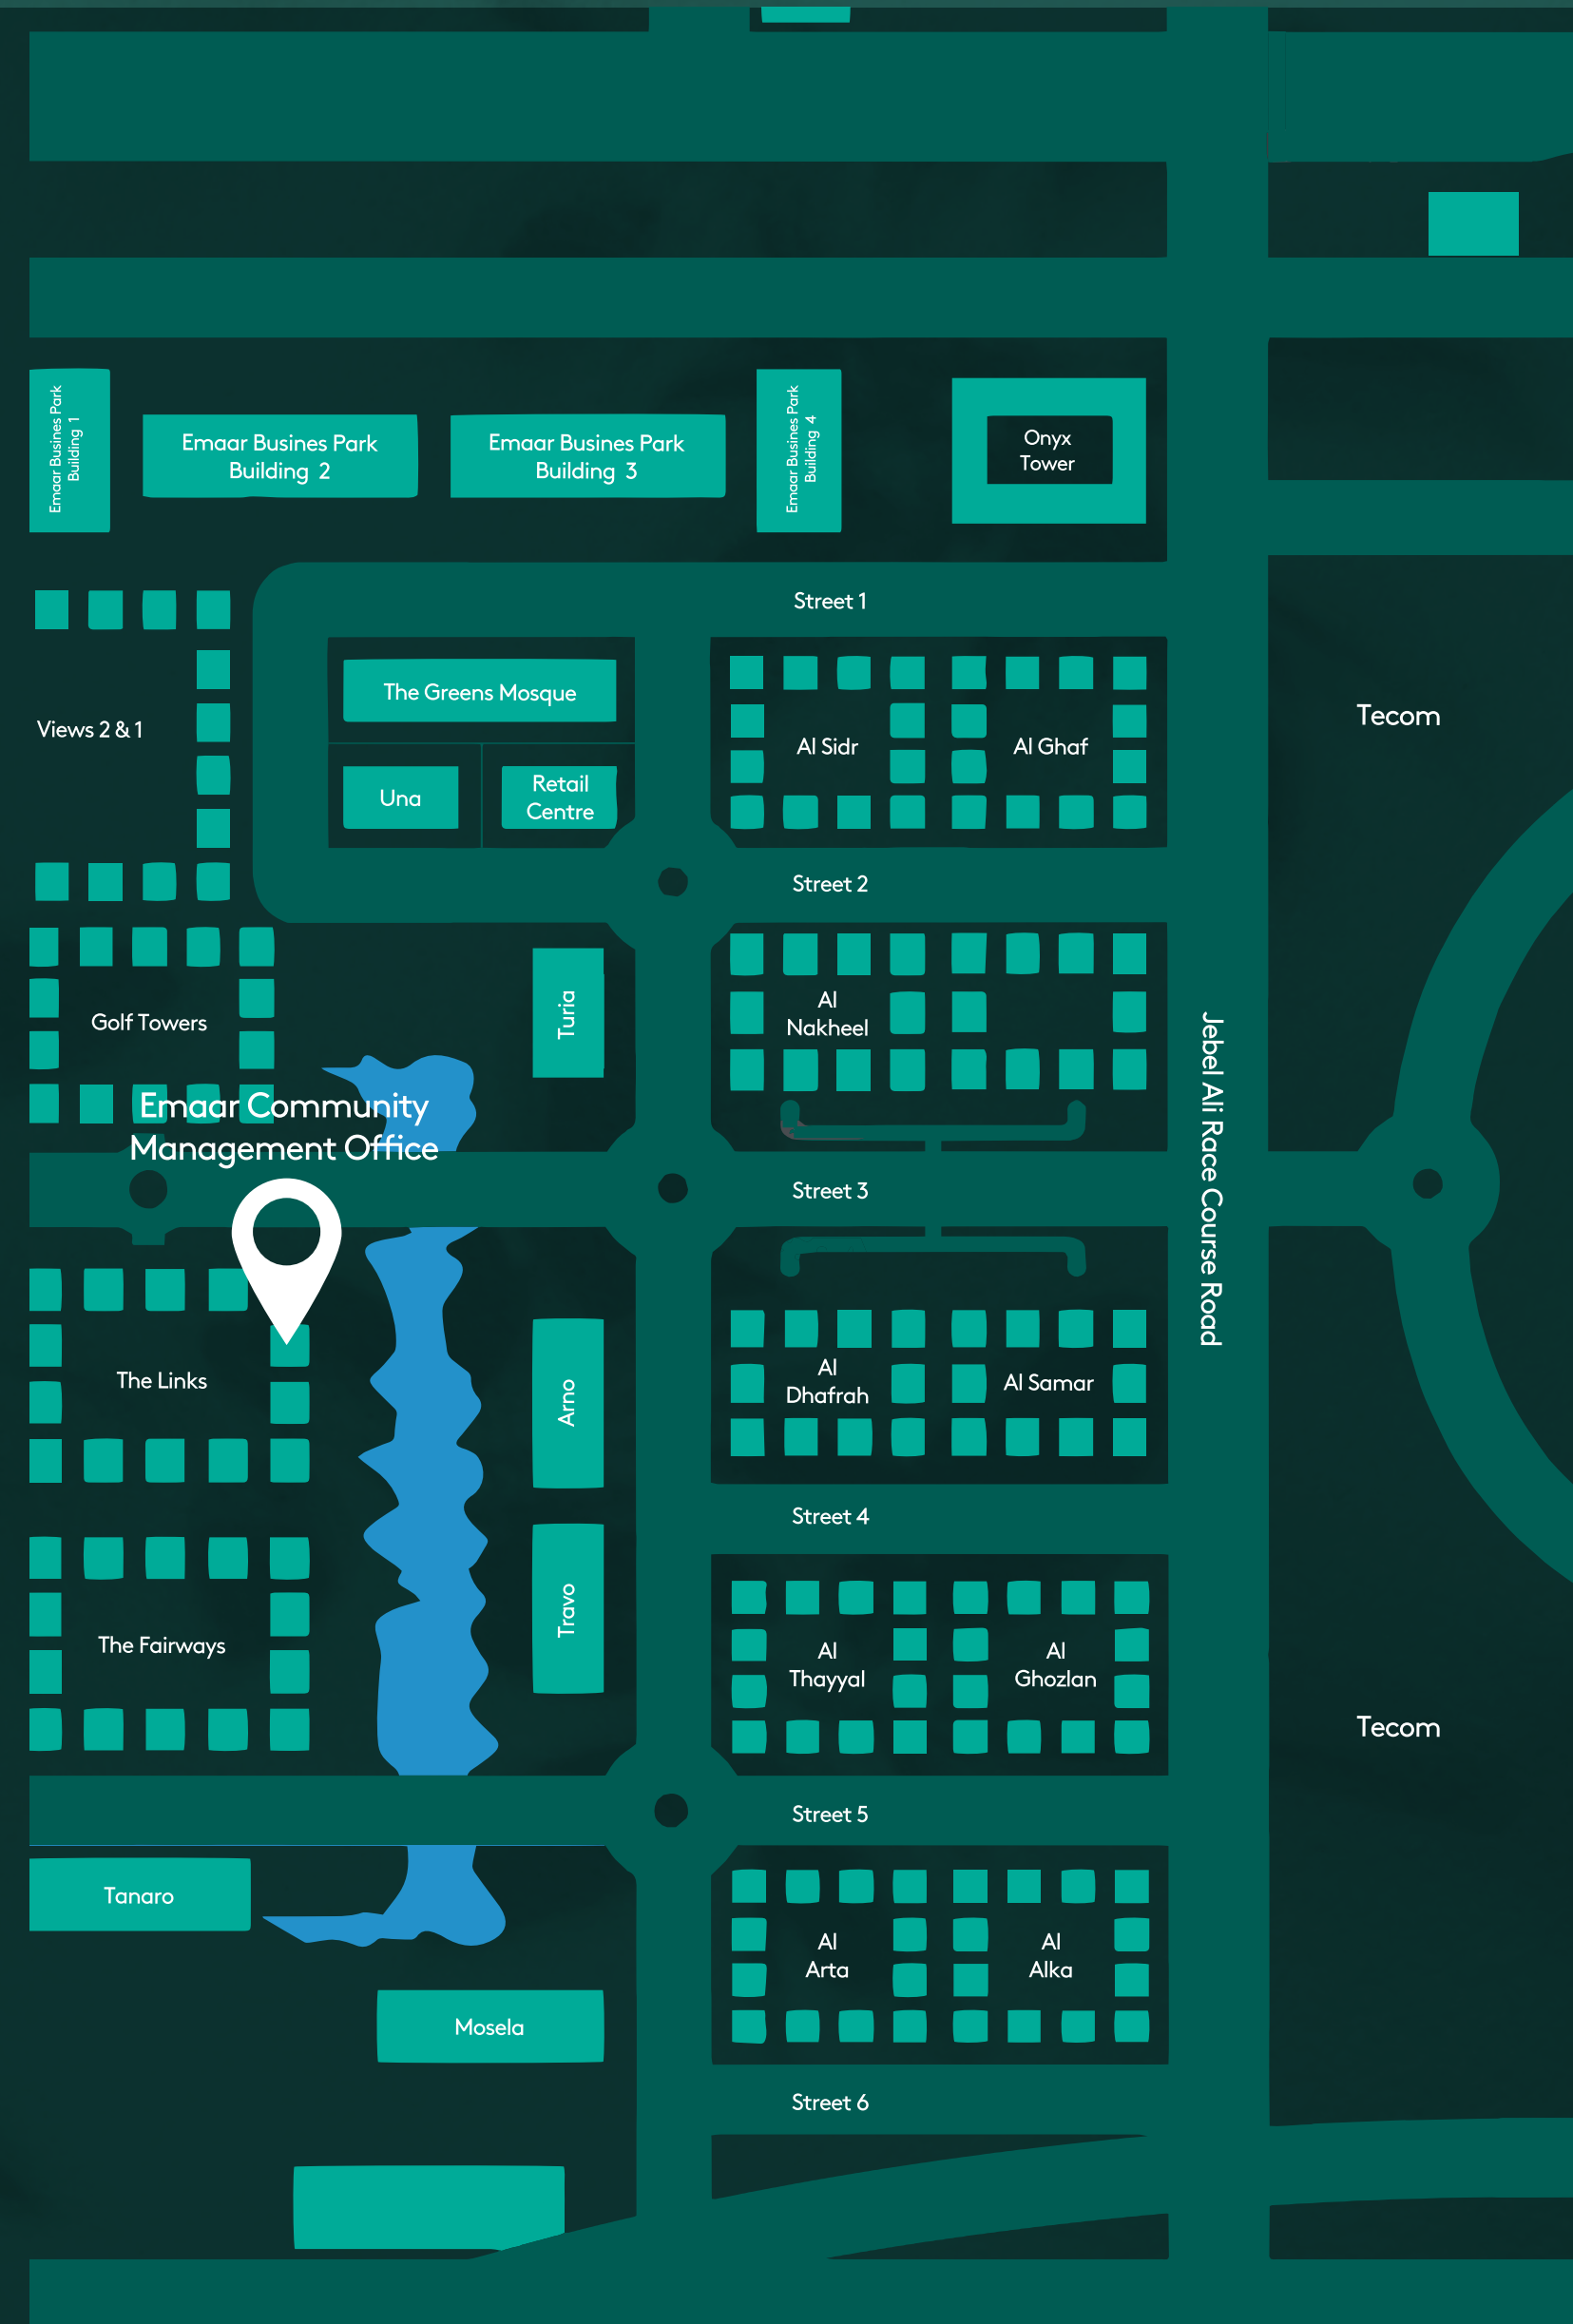 Emaar Busines Park
Building 1
Emaar Busines Park
Building 2
Emaar Busines Park
Building 3
Emaar Busines Park
Building 4
Onyx
Tower
Street 1
The Greens Mosque
Views 2 & 1
Al Sidr
Al Ghaf
Tecom
Una
Retail
Centre
Street 2
Golf Towers
Turia
Al
Nakheel
Emaar Community
Management Office
Street 3
Jebel Ali Race Course Road
The Links
Arno
Al
Dhafrah
Al Samar
Street 4
The Fairways
Travo
Al
Thayyal
Al
Ghozlan
Tecom
Street 5
Tanaro
Al
Arta
Al
Alka
Mosela
Street 6